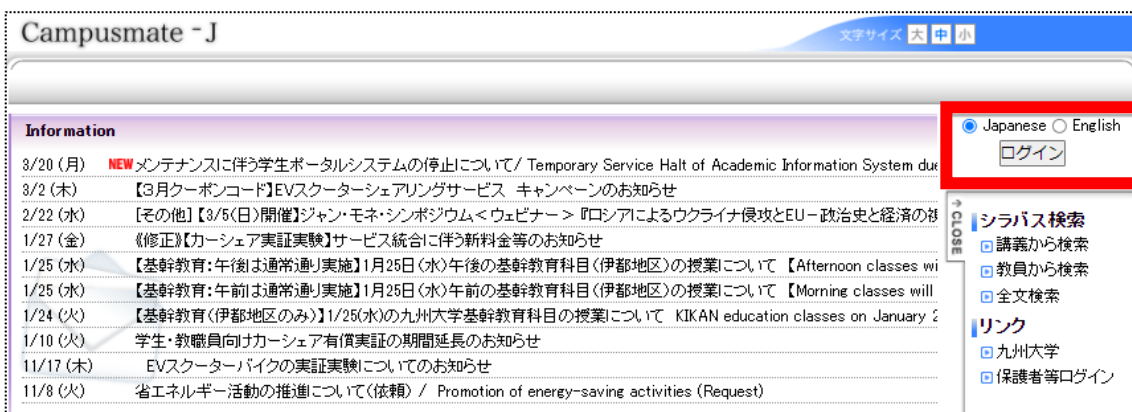 Campusmate-J
文字サイズ 大 中 小
Information
3/20(月) NEW メンテナンスに伴う学生ポータルシステムの停止について/ Temporary Service Halt of Academic Information System due
3/2(木) 【3月クーポンコード】EVスクーターシェアリングサービス キャンペーンのお知らせ
2/22(水) [その他]【3/5(日)開催】ジャン・モネ・シンポジウム<ウェビナー>『ロシアによるウクライナ侵攻とEU-政治史と経済の視
1/27(金) 《修正》【カーシェア実証実験】サービス統合に伴う新料金等のお知らせ
1/25(水) 【基幹教育:午後は通常通り実施】1月25日(水)午後の基幹教育科目(伊都地区)の授業について 【Afternoon classes wi
1/25(水) 【基幹教育:午前は通常通り実施】1月25日(水)午前の基幹教育科目(伊都地区)の授業について 【Morning classes will
1/24(火) 【基幹教育(伊都地区のみ)】1/25(水)の九州大学基幹教育科目の授業について KIKAN education classes on January 2
1/10(火) 学生・教職員向けカーシェア有償実証の期間延長のお知らせ
11/17(木) EVスクーターバイクの実証実験についてのお知らせ
11/8(火) 省エネルギー活動の推進について(依頼) / Promotion of energy-saving activities (Request)
Japanese English
ログイン
CLOSE
シラバス検索
講義から検索
教員から検索
全文検索
リンク
九州大学
保護者等ログイン